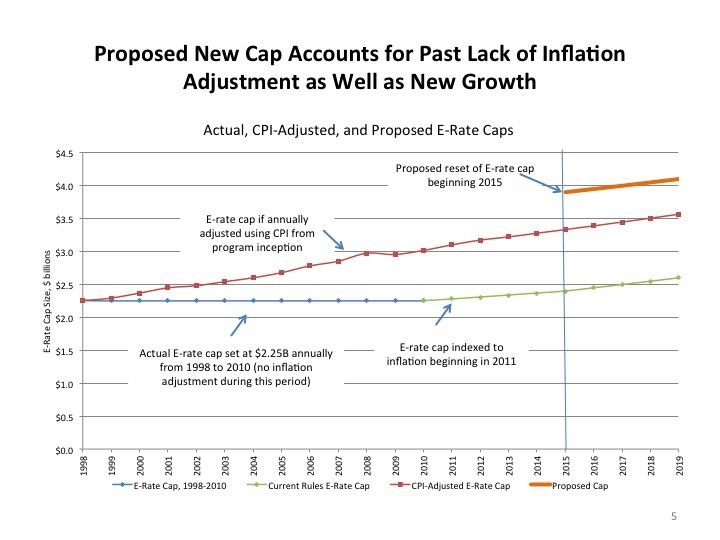 Proposed New Cap Accounts for Past Lack of Inflation
Adjustment as Well as New Growth
Actual, CPI-Adjusted, and Proposed E-Rate Caps
E-Rate Cap Size, $ billions
$4.5
$4.0
$3.5
$3.0
$2.5
$2.0
$1.5
$1.0
$0.5
$0.0
Proposed reset of E-rate cap
beginning 2015
E-rate cap if annually
adjusted using CPI from
program inception
Actual E-rate cap set at $2.25B annually
from 1998 to 2010 (no inflation
adjustment during this period)
E-rate cap indexed to
inflation beginning in 2011
1998
1999
2000
2001
2002
2003
2004
2005
2006
2007
2008
2009
2010
2011
2012
2013
2014
2015
2016
2017
2018
2019
E-Rate Cap, 1998-2010
Current Rules E-Rate Cap
CPI-Adjusted E-Rate Cap
Proposed Cap
5